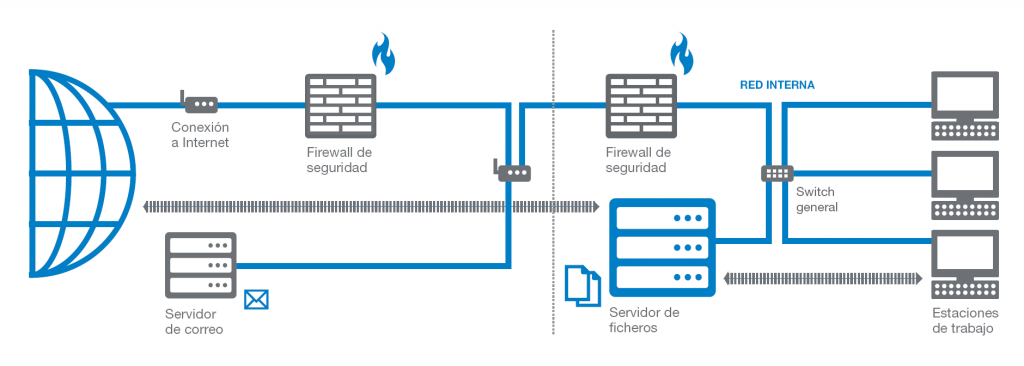 RED INTERNA
Conexión
a Internet
Firewall de
seguridad
Firewall de
seguridad
Switch
general
Servidor
de correo
Servidor de
ficheros
Estaciones
de trabajo